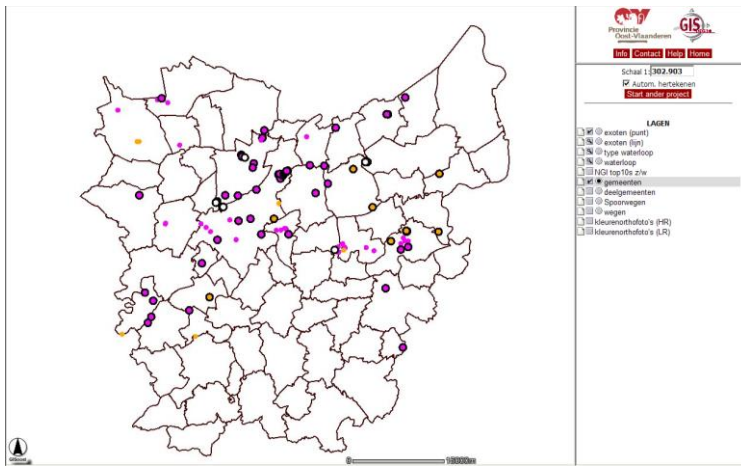 Provincie
Oost-Vlaanderen
GIS
Info Contact Help Home
Schaal 1: 302.903
Autom. hertekenen
Start ander project
LAGEN
exoten (punt)
exoten (lijn)
type waterloop
waterloop
NGI top10s z/w
gemeenten
deelgemeenten
Spoorwegen
wegen
kleurenorthofoto's (HR)
kleurenorthofoto's (LR)
0